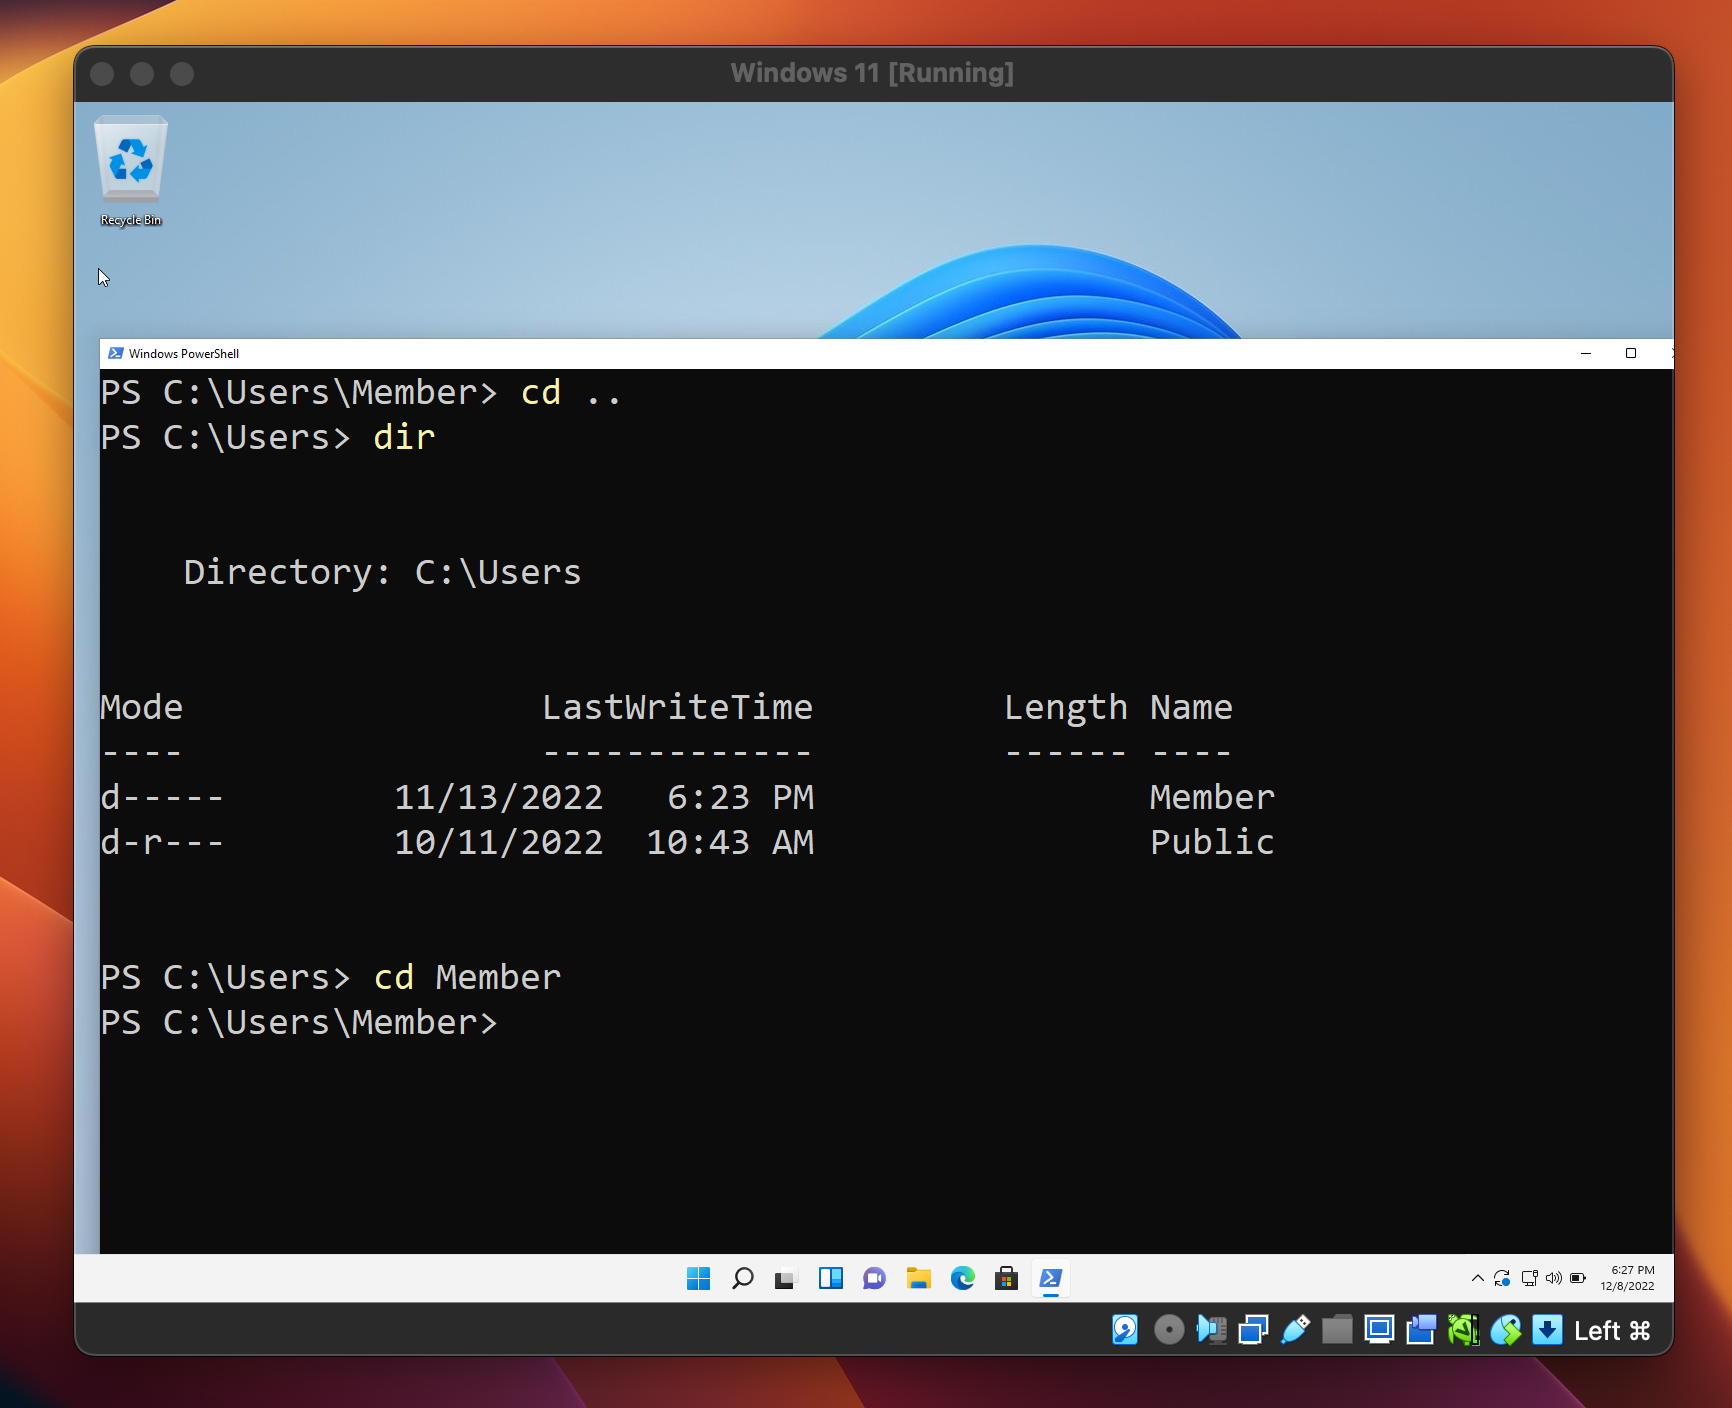 Windows 11 [Running]
Recycle Bin
Windows PowerShell
PS C:\Users\Member> cd ..
PS C:\Users> dir
Directory: C:\Users
Mode LastWriteTime Length Name
---- ------------- ------ ----
d----- 11/13/2022 6:23 PM Member
d-r--- 10/11/2022 10:43 AM Public
PS C:\Users> cd Member
PS C:\Users\Member>
6:27 PM
12/8/2022
Left ⌘